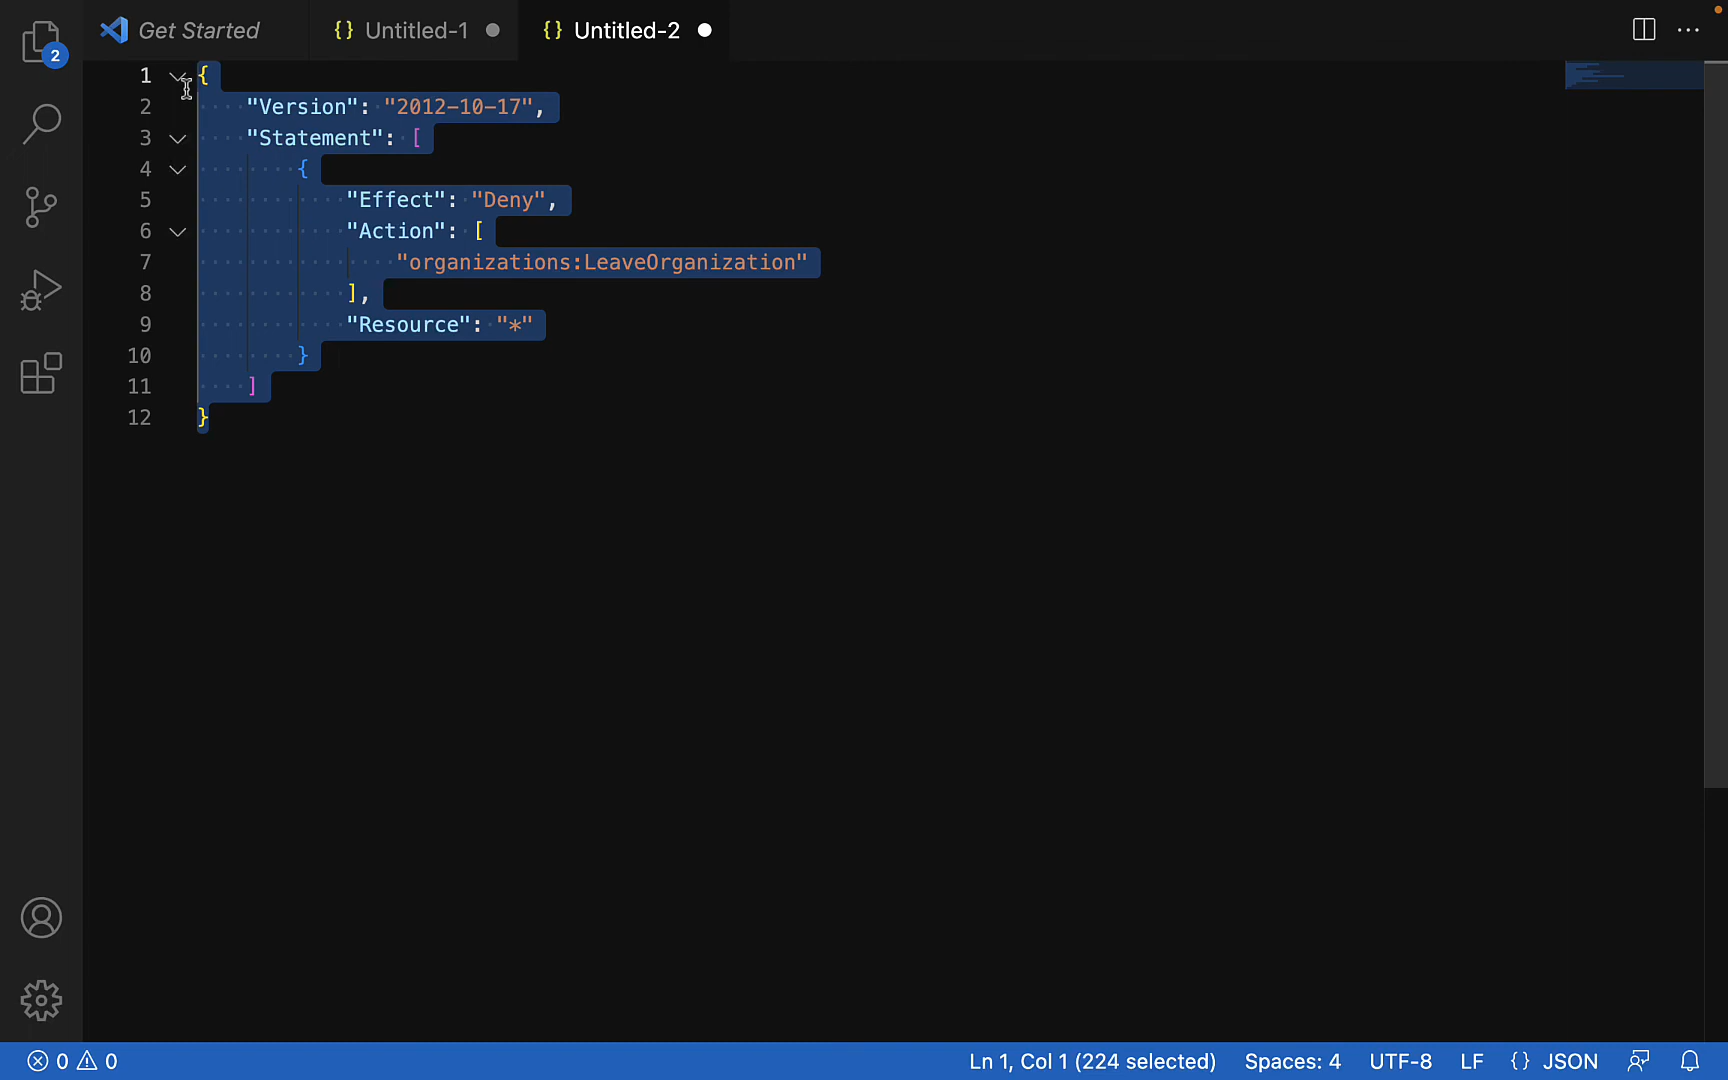 Get Started
{} Untitled-1
{} Untitled-2
2
1 {
2 "Version": "2012-10-17",
3 "Statement": [
4 {
5 "Effect": "Deny",
6 "Action": [
7 "organizations:LeaveOrganization"
8 ],
9 "Resource": "*"
10 }
11 ]
12 }
0 0
Ln 1, Col 1 (224 selected)
Spaces: 4
UTF-8
LF
{} JSON